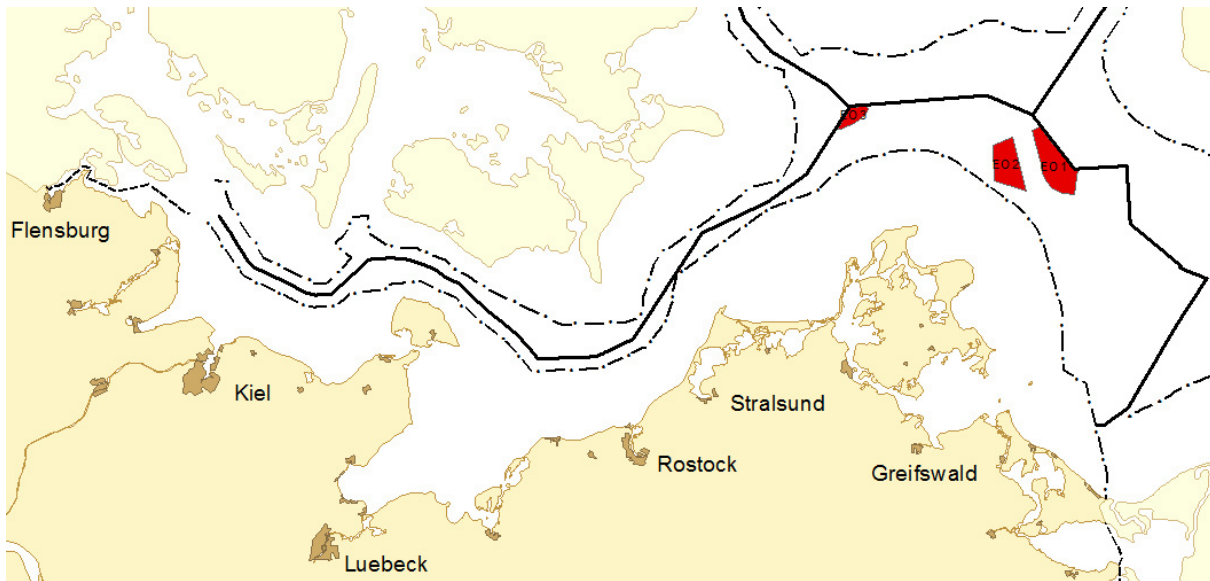 EO3
EO2
EO1
Flensburg
Kiel
Stralsund
Rostock
Greifswald
Luebeck